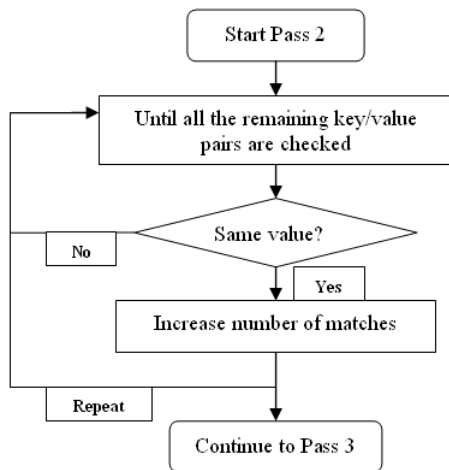 Start Pass 2
Until all the remaining key/value
pairs are checked
Same value?
No
Yes
Increase number of matches
Repeat
Continue to Pass 3